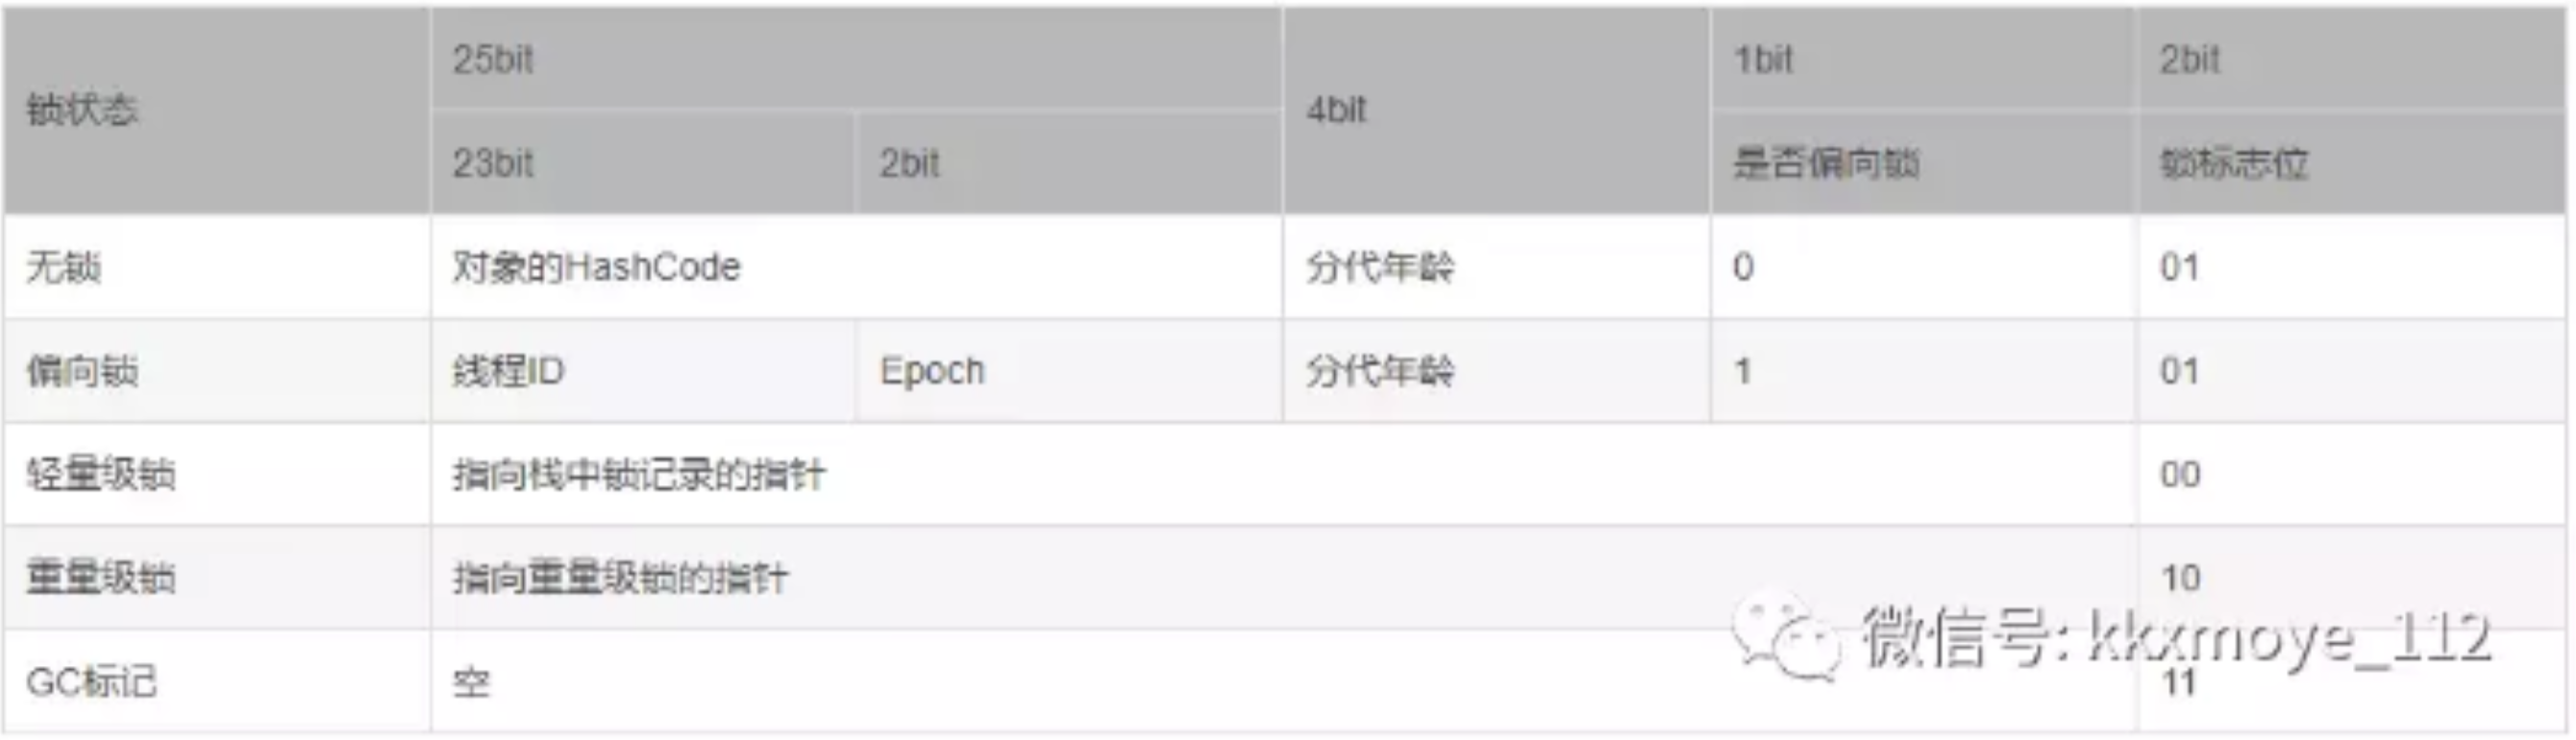 锁状态 25bit 4bit 1bit 2bit
23bit 2bit 是否偏向锁 锁标志位
无锁 对象的HashCode 分代年龄 0 01
偏向锁 线程ID Epoch 分代年龄 1 01
轻量级锁 指向栈中锁记录的指针 00
重量级锁 指向重量级锁的指针 10
微信号: kkxmoye_112
GC标记 空 11